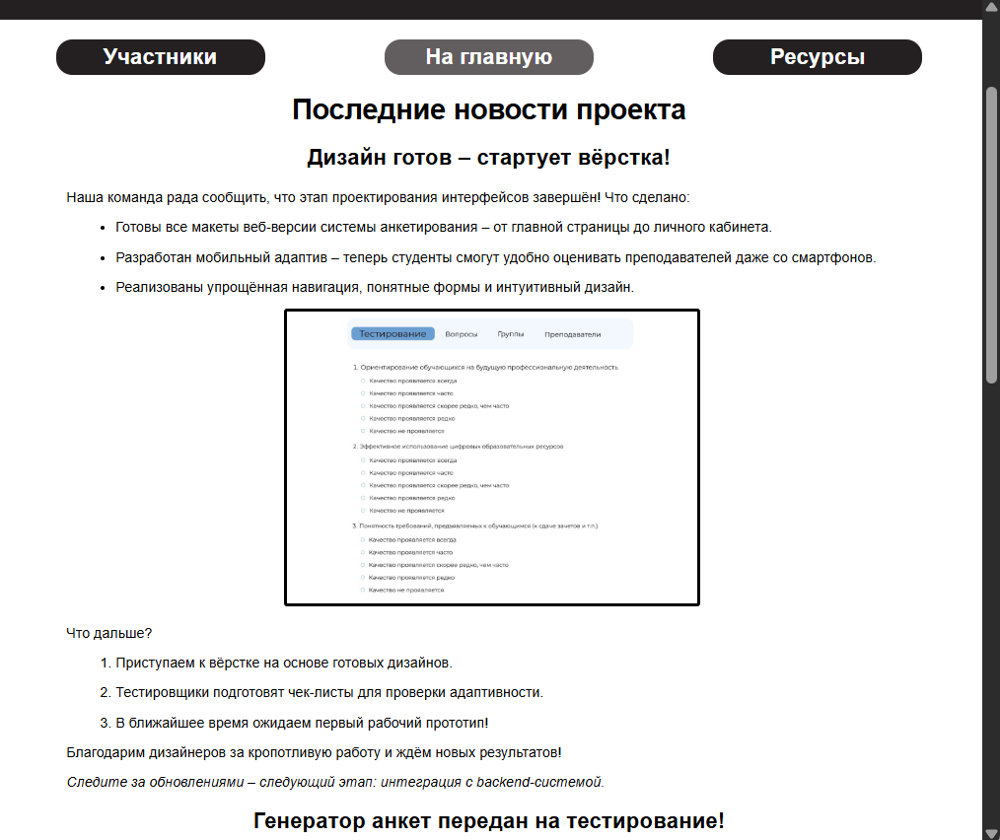 Участники На главную Ресурсы
Последние новости проекта
Дизайн готов – стартует вёрстка!
Наша команда рада сообщить, что этап проектирования интерфейсов завершён! Что сделано:
• Готовы все макеты веб-версии системы анкетирования – от главной страницы до личного кабинета.
• Разработан мобильный адаптив – теперь студенты смогут удобно оценивать преподавателей даже со смартфонов.
• Реализованы упрощённая навигация, понятные формы и интуитивный дизайн.
Тестирование Вопросы Группы Преподаватели
1. Ориентирование обучающихся на будущую профессиональную деятельность
Качество проявляется всегда
Качество проявляется часто
Качество проявляется скорее редко, чем часто
Качество проявляется редко
Качество не проявляется
2. Эффективное использование цифровых образовательных ресурсов
Качество проявляется всегда
Качество проявляется часто
Качество проявляется скорее редко, чем часто
Качество проявляется редко
Качество не проявляется
3. Понятность требований, предъявляемых к обучающимся (к сдаче зачетов и т.п.)
Качество проявляется всегда
Качество проявляется часто
Качество проявляется скорее редко, чем часто
Качество проявляется редко
Качество не проявляется
Что дальше?
1. Приступаем к вёрстке на основе готовых дизайнов.
2. Тестировщики подготовят чек-листы для проверки адаптивности.
3. В ближайшее время ожидаем первый рабочий прототип!
Благодарим дизайнеров за кропотливую работу и ждём новых результатов!
Следите за обновлениями – следующий этап: интеграция с backend-системой.
Генератор анкет передан на тестирование!